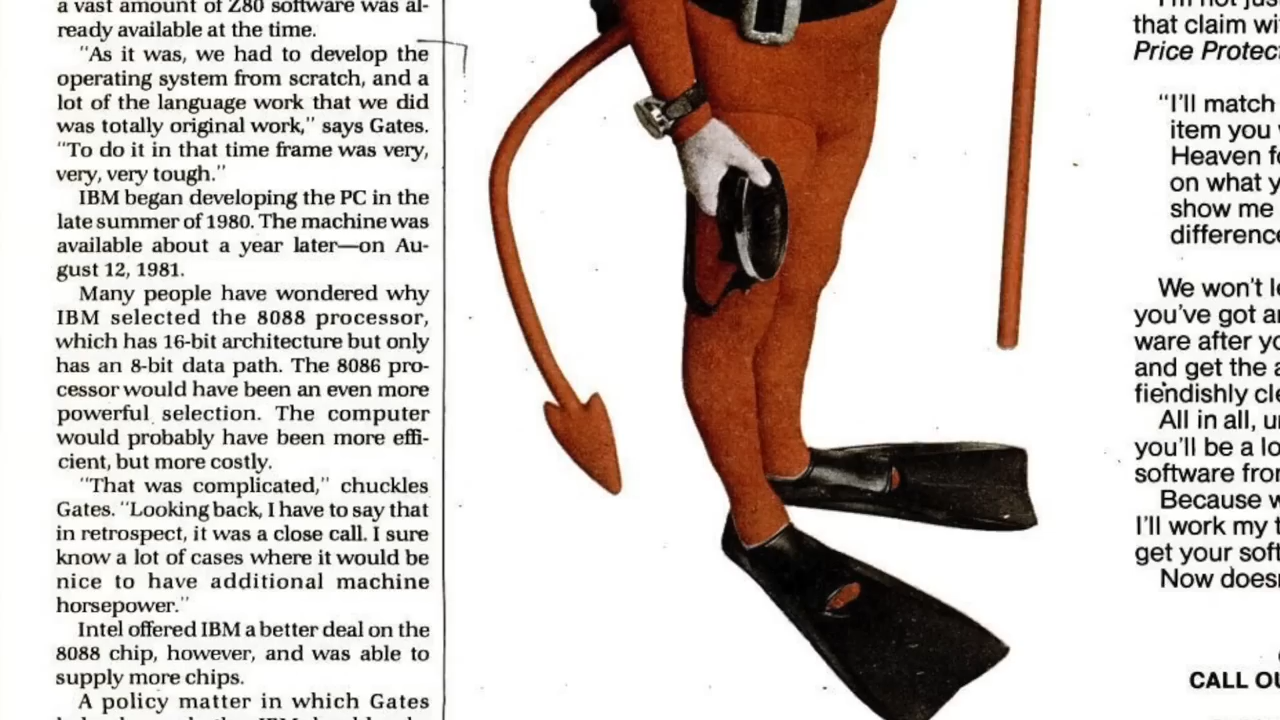 a vast amount of Z80 software was al-
ready available at the time.
"As it was, we had to develop the
operating system from scratch, and a
lot of the language work that we did
was totally original work," says Gates.
"To do it in that time frame was very,
very, very tough."
IBM began developing the PC in the
late summer of 1980. The machine was
available about a year later—on Au-
gust 12, 1981.
Many people have wondered why
IBM selected the 8088 processor,
which has 16-bit architecture but only
has an 8-bit data path. The 8086 pro-
cessor would have been an even more
powerful selection. The computer
would probably have been more effi-
cient, but more costly.
"That was complicated," chuckles
Gates. "Looking back, I have to say that
in retrospect, it was a close call. I sure
know a lot of cases where it would be
nice to have additional machine
horsepower."
Intel offered IBM a better deal on the
8088 chip, however, and was able to
supply more chips.
A policy matter in which Gates
I'm not jus
that claim wi
Price Protec
"I'll match
item you
Heaven f
on what y
show me
difference
We won't l
you've got a
ware after yo
and get the a
fiendishly cl
All in all, u
you'll be a lo
software fro
Because w
I'll work my t
get your soft
Now does
CALL OU